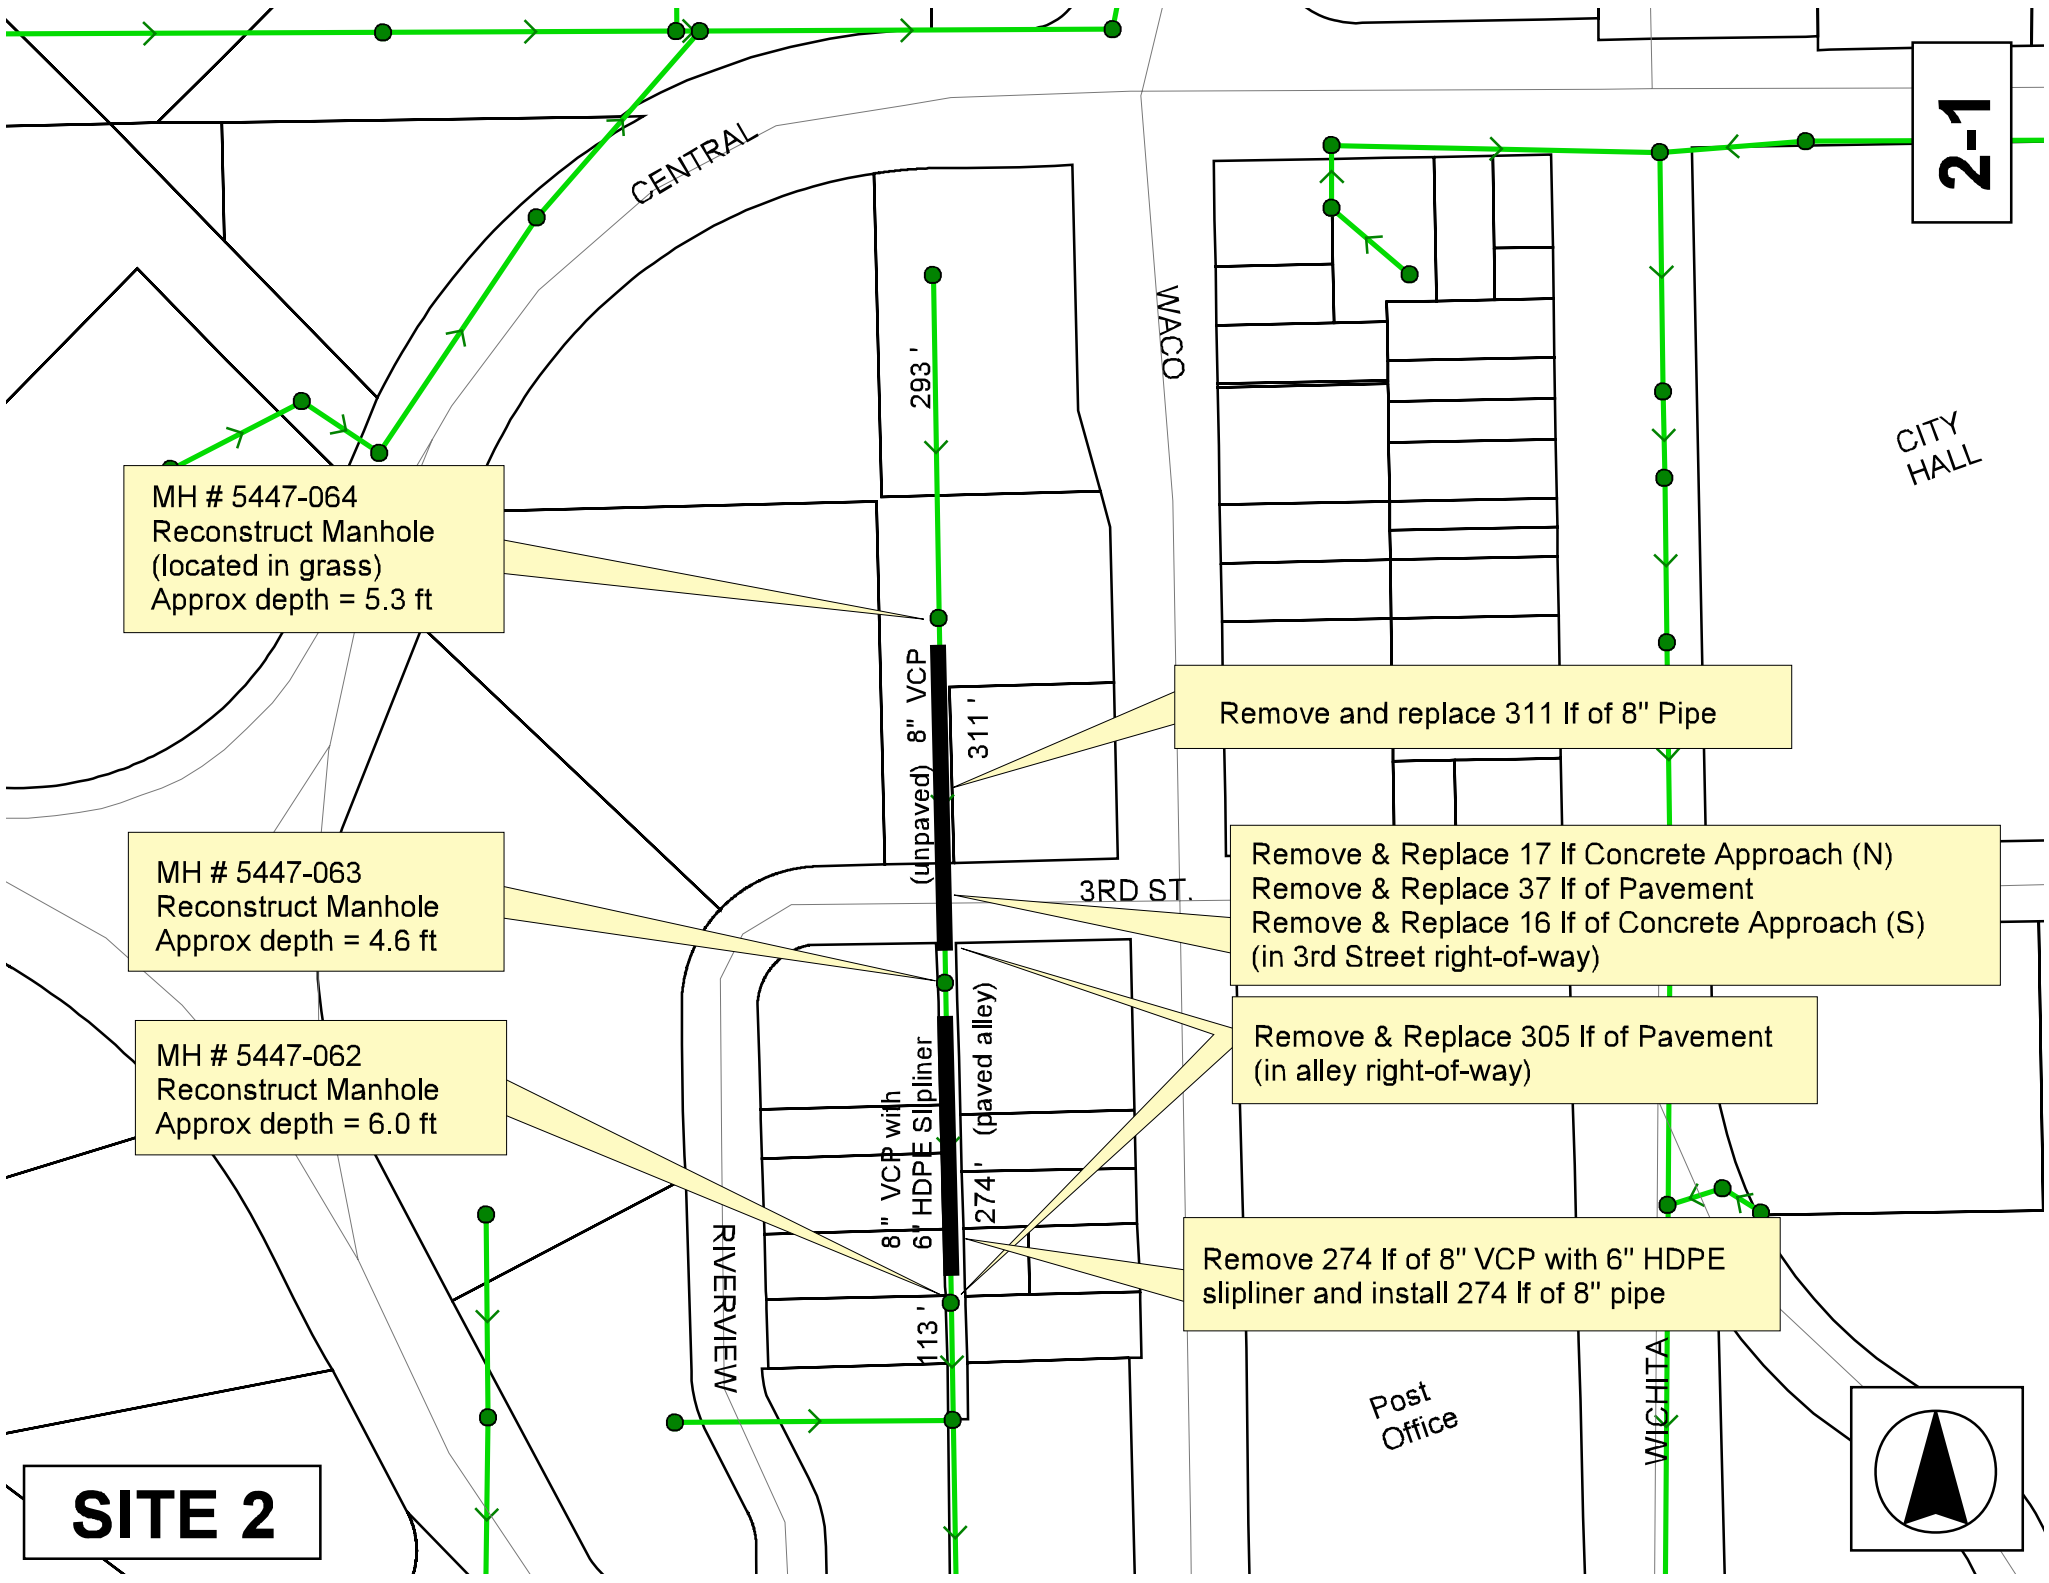 2-1
CENTRAL
WACO
293 '
CITY
HALL
MH # 5447-064
Reconstruct Manhole
(located in grass)
Approx depth = 5.3 ft
(unpaved) 8" VCP
311 '
Remove and replace 311 lf of 8" Pipe
3RD ST.
Remove & Replace 17 lf Concrete Approach (N)
Remove & Replace 37 lf of Pavement
Remove & Replace 16 lf of Concrete Approach (S)
(in 3rd Street right-of-way)
MH # 5447-063
Reconstruct Manhole
Approx depth = 4.6 ft
Remove & Replace 305 lf of Pavement
(in alley right-of-way)
MH # 5447-062
Reconstruct Manhole
Approx depth = 6.0 ft
8" VCP with
6" HDPE Slipliner
274 '
(paved alley)
Remove 274 lf of 8" VCP with 6" HDPE
slipliner and install 274 lf of 8" pipe
RIVERVIEW
113 '
WICHITA
Post
Office
SITE 2